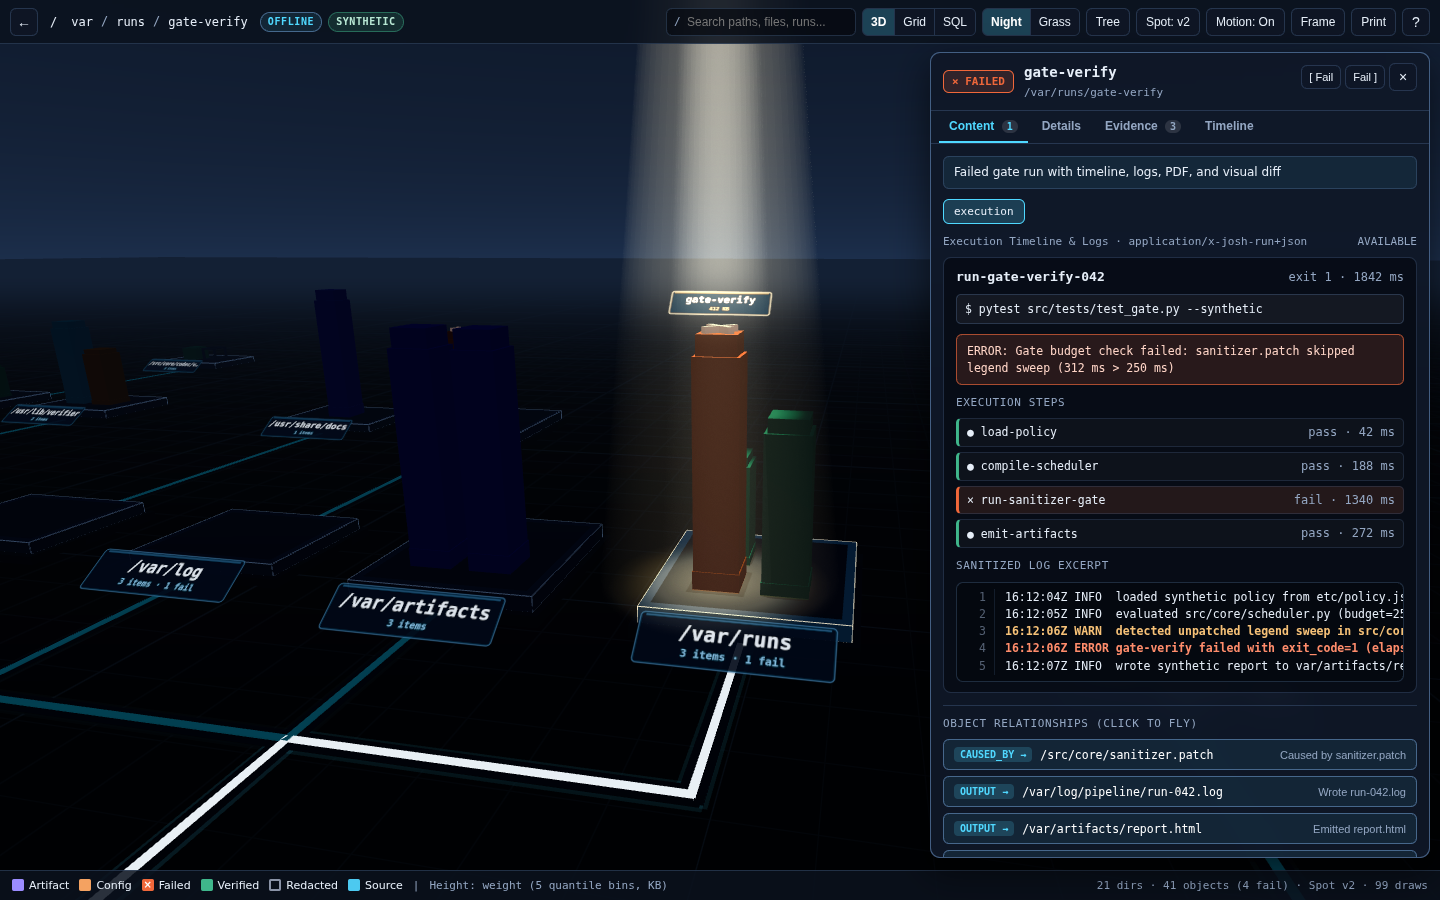 ← / var / runs / gate-verify OFFLINE SYNTHETIC / Search paths, files, runs... 3D Grid SQL Night Grass Tree Spot: v2 Motion: On Frame Print ?
× FAILED gate-verify [ Fail Fail ] ×
/var/runs/gate-verify
Content 1 Details Evidence 3 Timeline
Failed gate run with timeline, logs, PDF, and visual diff
execution
Execution Timeline & Logs · application/x-josh-run+json AVAILABLE
run-gate-verify-042 exit 1 · 1842 ms
$ pytest src/tests/test_gate.py --synthetic
ERROR: Gate budget check failed: sanitizer.patch skipped
legend sweep (312 ms > 250 ms)
EXECUTION STEPS
● load-policy pass · 42 ms
● compile-scheduler pass · 188 ms
× run-sanitizer-gate fail · 1340 ms
● emit-artifacts pass · 272 ms
SANITIZED LOG EXCERPT
1 16:12:04Z INFO loaded synthetic policy from etc/policy.js
2 16:12:05Z INFO evaluated src/core/scheduler.py (budget=25
3 16:12:06Z WARN detected unpatched legend sweep in src/cor
4 16:12:06Z ERROR gate-verify failed with exit_code=1 (elaps
5 16:12:07Z INFO wrote synthetic report to var/artifacts/re
OBJECT RELATIONSHIPS (CLICK TO FLY)
CAUSED_BY → /src/core/sanitizer.patch Caused by sanitizer.patch
OUTPUT → /var/log/pipeline/run-042.log Wrote run-042.log
OUTPUT → /var/artifacts/report.html Emitted report.html
gate-verify
/usr/lib/verifier
/usr/share/docs
/var/log
3 items · 1 fail
/var/artifacts
3 items
/var/runs
3 items · 1 fail
Artifact Config × Failed Verified Redacted Source | Height: weight (5 quantile bins, KB) 21 dirs · 41 objects (4 fail) · Spot v2 · 99 draws